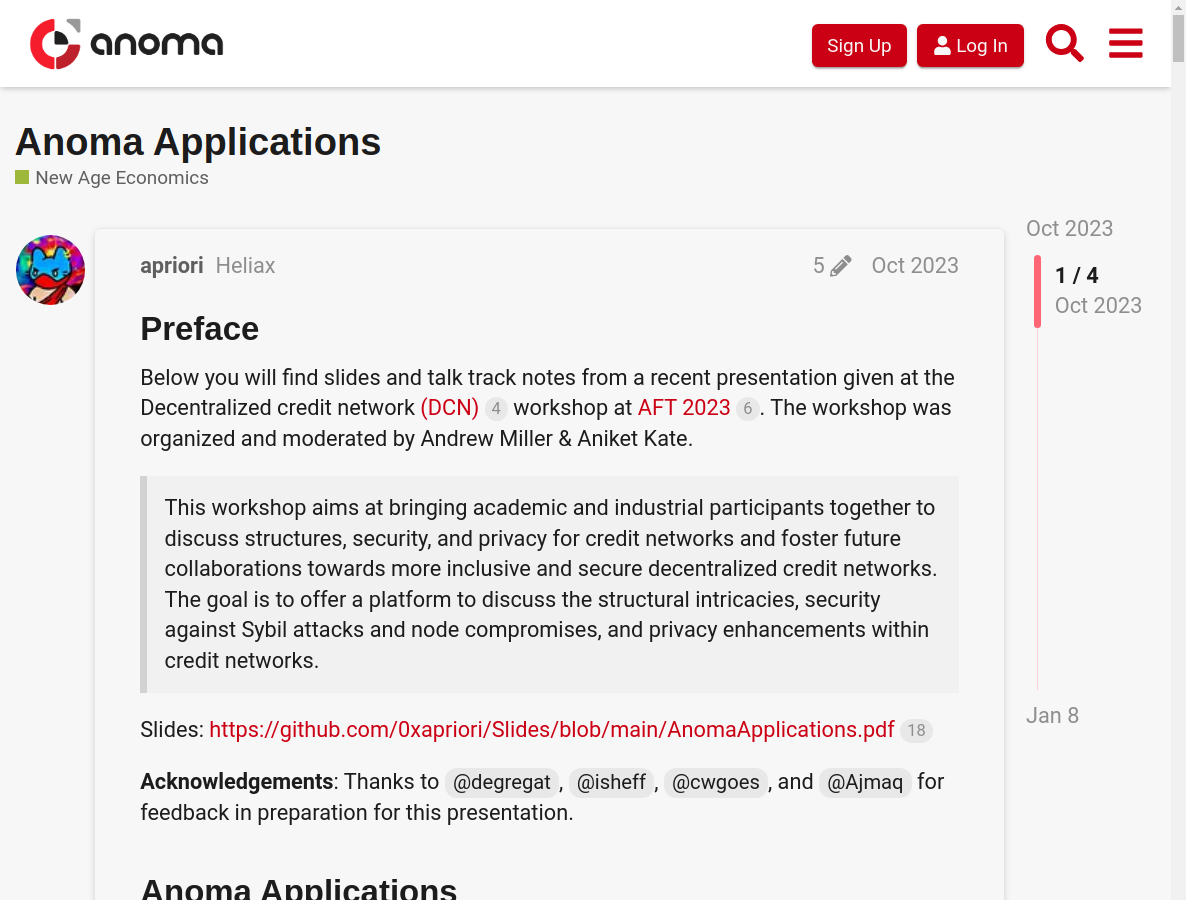 anoma
Sign Up
Log In
Anoma Applications
New Age Economics
apriori Heliax
5
Oct 2023
Oct 2023
1 / 4
Oct 2023
Preface
Below you will find slides and talk track notes from a recent presentation given at the
Decentralized credit network (DCN) 4 workshop at AFT 2023 6. The workshop was
organized and moderated by Andrew Miller & Aniket Kate.
This workshop aims at bringing academic and industrial participants together to
discuss structures, security, and privacy for credit networks and foster future
collaborations towards more inclusive and secure decentralized credit networks.
The goal is to offer a platform to discuss the structural intricacies, security
against Sybil attacks and node compromises, and privacy enhancements within
credit networks.
Slides: https://github.com/0xapriori/Slides/blob/main/AnomaApplications.pdf 18
Jan 8
Acknowledgements: Thanks to @degregat, @isheff, @cwgoes, and @Ajmaq for
feedback in preparation for this presentation.
Anoma Applications